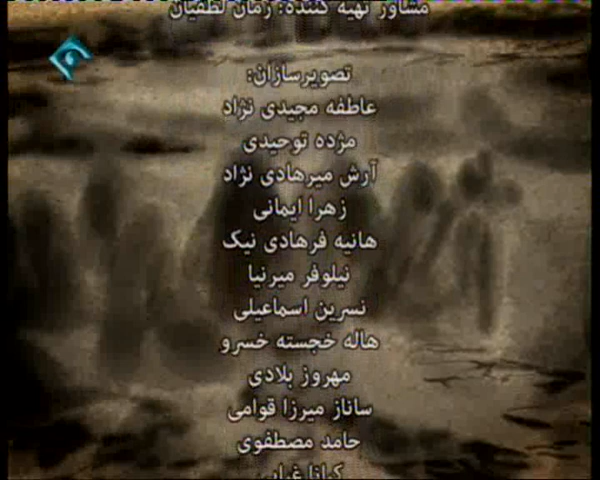 مشاور تهیه کننده: زمان لطفیان
تصویرسازان:
عاطفه مجیدی نژاد
مژده توحیدی
آرش میرهادی نژاد
زهرا ایمانی
هانیه فرهادی نیک
نیلوفر میرنیا
نسرین اسماعیلی
هاله خجسته خسرو
مهروز بلادی
ساناز میرزا قوامی
حامد مصطفوی